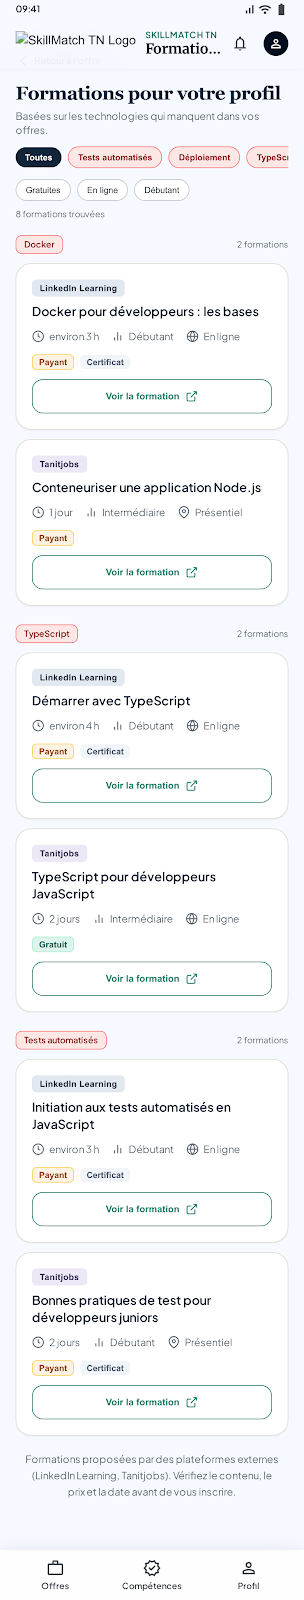 09:41
SkillMatch TN Logo
SKILLMATCH TN
Formatio...
Retour à l'offre
Formations pour votre profil
Basées sur les technologies qui manquent dans vos
offres.
Toutes Tests automatisés Déploiement TypeScr
Gratuites En ligne Débutant
8 formations trouvées
Docker 2 formations
LinkedIn Learning
Docker pour développeurs : les bases
environ 3 h Débutant En ligne
Payant Certificat
Voir la formation
Tanitjobs
Conteneuriser une application Node.js
1 jour Intermédiaire Présentiel
Payant
Voir la formation
TypeScript 2 formations
LinkedIn Learning
Démarrer avec TypeScript
environ 4 h Débutant En ligne
Payant Certificat
Voir la formation
Tanitjobs
TypeScript pour développeurs
JavaScript
2 jours Intermédiaire En ligne
Gratuit
Voir la formation
Tests automatisés 2 formations
LinkedIn Learning
Initiation aux tests automatisés en
JavaScript
environ 3 h Débutant En ligne
Payant Certificat
Voir la formation
Tanitjobs
Bonnes pratiques de test pour
développeurs juniors
2 jours Débutant Présentiel
Payant Certificat
Voir la formation
Formations proposées par des plateformes externes
(LinkedIn Learning, Tanitjobs). Vérifiez le contenu, le
prix et la date avant de vous inscrire.
Offres Compétences Profil